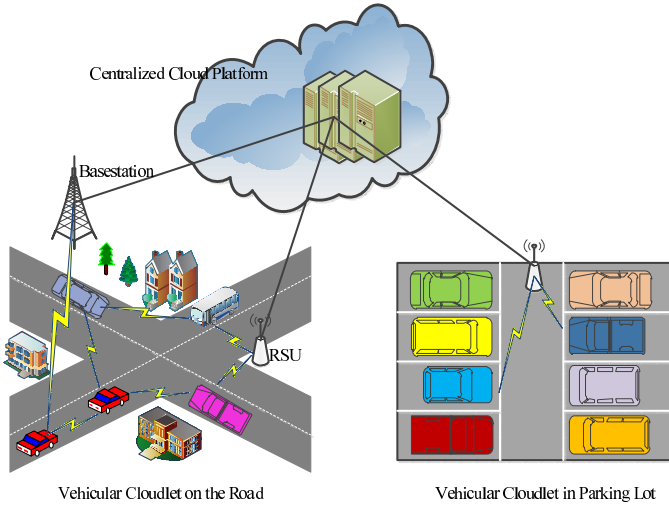 Centralized Cloud Platform
Basestation
RSU
Vehicular Cloudlet on the Road
Vehicular Cloudlet in Parking Lot